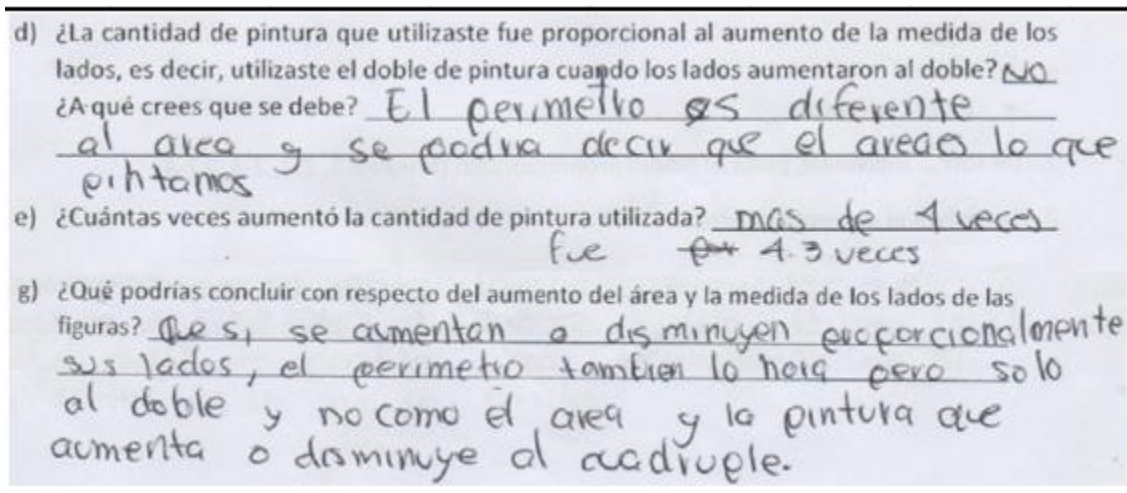 d) ¿La cantidad de pintura que utilizaste fue proporcional al aumento de la medida de los
lados, es decir, utilizaste el doble de pintura cuando los lados aumentaron al doble? NO
¿A qué crees que se debe? El perimetro es diferente
al area y se podria decir que el area es lo que
pintamos
e) ¿Cuántas veces aumentó la cantidad de pintura utilizada? mas de 4 veces
fue 4.3 veces
g) ¿Qué podrías concluir con respecto del aumento del área y la medida de los lados de las
figuras? Que si se aumentan o disminuyen proporcionalmente
sus lados, el perimetro tambien lo hará pero solo
al doble y no como el area y la pintura que
aumenta o disminuye al cuadruple.